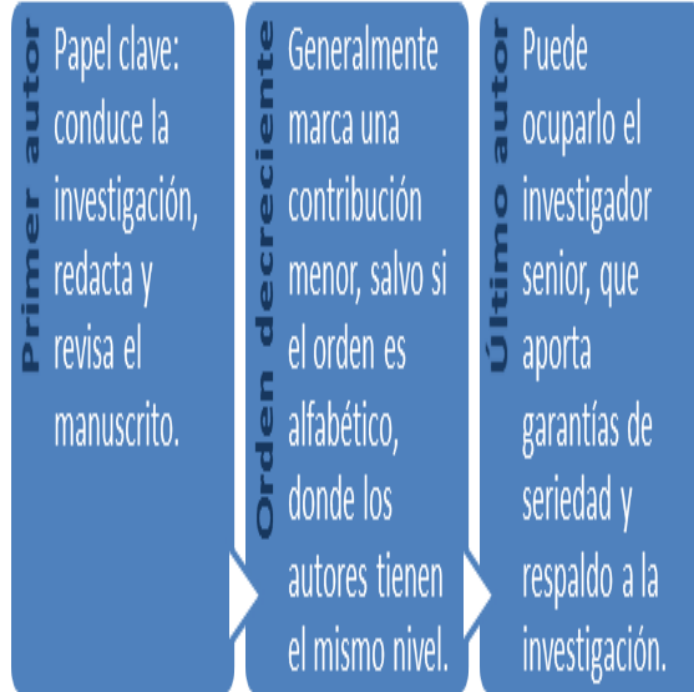 Primer autor
Papel clave:
conduce la
investigación,
redacta y
revisa el
manuscrito.
Orden decreciente
Generalmente
marca una
contribución
menor, salvo si
el orden es
alfabético,
donde los
autores tienen
el mismo nivel.
Último autor
Puede
ocuparlo el
investigador
senior, que
aporta
garantías de
seriedad y
respaldo a la
investigación.